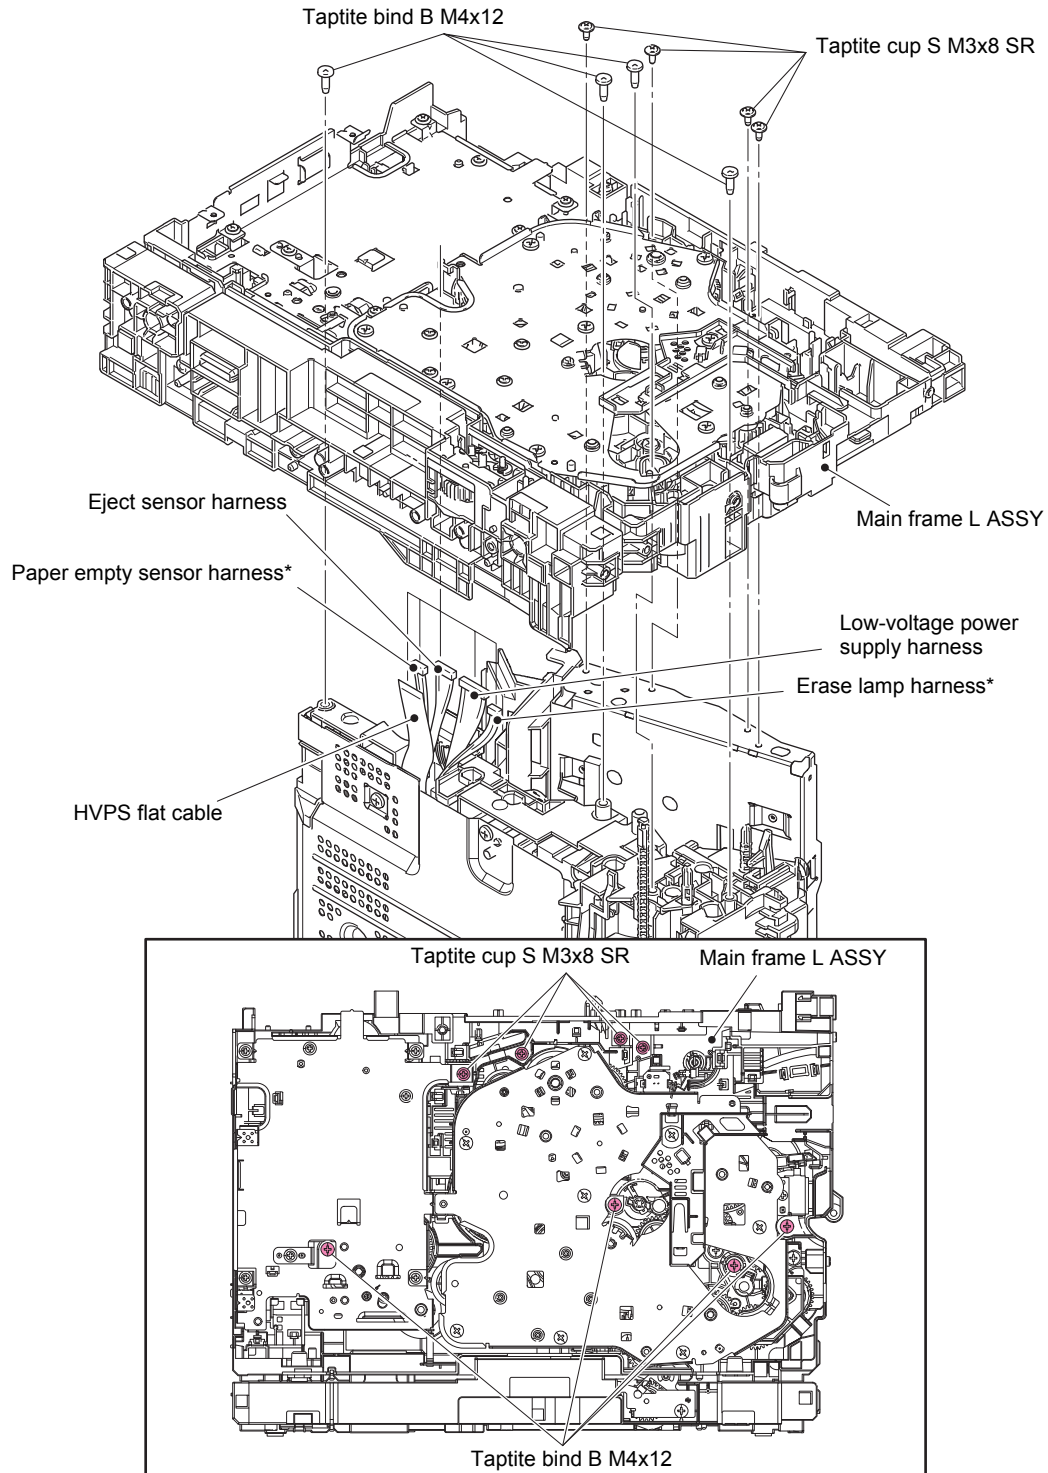 Taptite bind B M4x12
Taptite cup S M3x8 SR
Main frame L ASSY
Eject sensor harness
Paper empty sensor harness*
Low-voltage power
supply harness
Erase lamp harness*
HVPS flat cable
Taptite cup S M3x8 SR
Main frame L ASSY
Taptite bind B M4x12